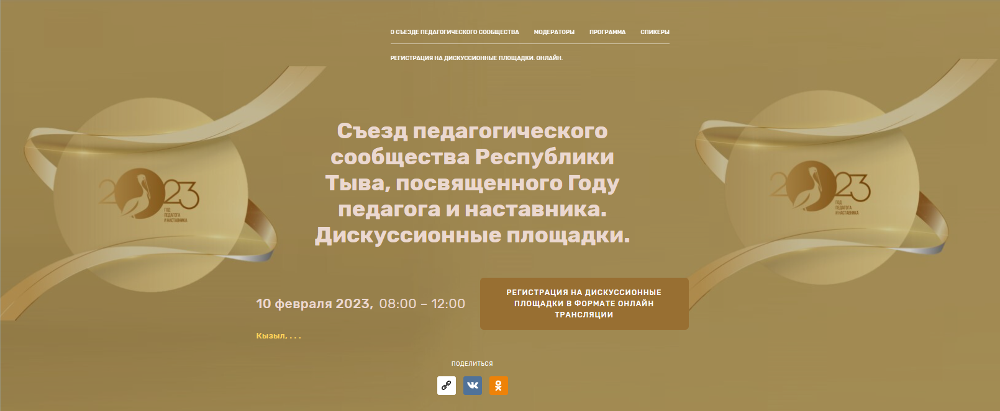 О СЪЕЗДЕ ПЕДАГОГИЧЕСКОГО СООБЩЕСТВА МОДЕРАТОРЫ ПРОГРАММА СПИКЕРЫ
РЕГИСТРАЦИЯ НА ДИСКУССИОННЫЕ ПЛОЩАДКИ. ОНЛАЙН.
Съезд педагогического
сообщества Республики
Тыва, посвященного Году
педагога и наставника.
Дискуссионные площадки.
2023
ГОД
ПЕДАГОГА
И НАСТАВНИКА
2023
ГОД
ПЕДАГОГА
И НАСТАВНИКА
10 февраля 2023, 08:00 – 12:00
Кызыл, . . .
РЕГИСТРАЦИЯ НА ДИСКУССИОННЫЕ
ПЛОЩАДКИ В ФОРМАТЕ ОНЛАЙН
ТРАНСЛЯЦИИ
ПОДЕЛИТЬСЯ